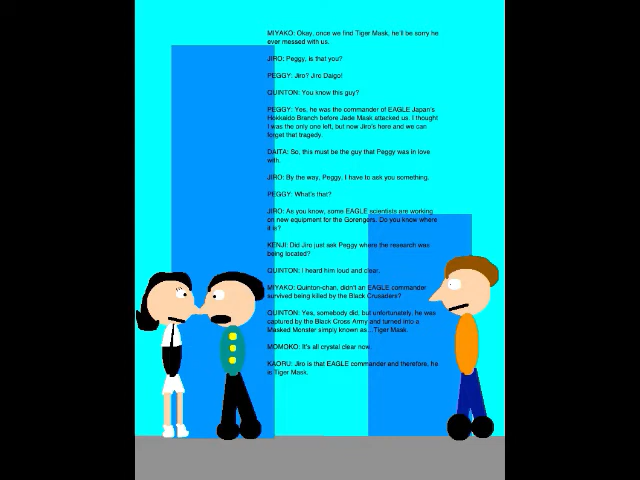 MIYAKO: Okay, once we find Tiger Mask, he'll be sorry he
ever messed with us.
JIRO: Peggy, is that you?
PEGGY: Jiro? Jiro Daigo!
QUINTON: You know this guy?
PEGGY: Yes, he was the commander of EAGLE Japan's
Hokkaido Branch before Jade Mask attacked us. I thought
I was the only one left, but now Jiro's here and we can
forget that tragedy.
DAITA: So, this must be the guy that Peggy was in love
with.
JIRO: By the way, Peggy, I have to ask you something.
PEGGY: What's that?
JIRO: As you know, some EAGLE scientists are working
on new equipment for the Gorengers. Do you know where
it is?
KENJI: Did Jiro just ask Peggy where the research was
being located?
QUINTON: I heard him loud and clear.
MIYAKO: Quinton-chan, didn't an EAGLE commander
survived being killed by the Black Crusaders?
QUINTON: Yes, somebody did, but unfortunately, he was
captured by the Black Cross Army and turned into a
Masked Monster simply known as...Tiger Mask.
MOMOKO: It's all crystal clear now.
KAORU: Jiro is that EAGLE commander and therefore, he
is Tiger Mask.